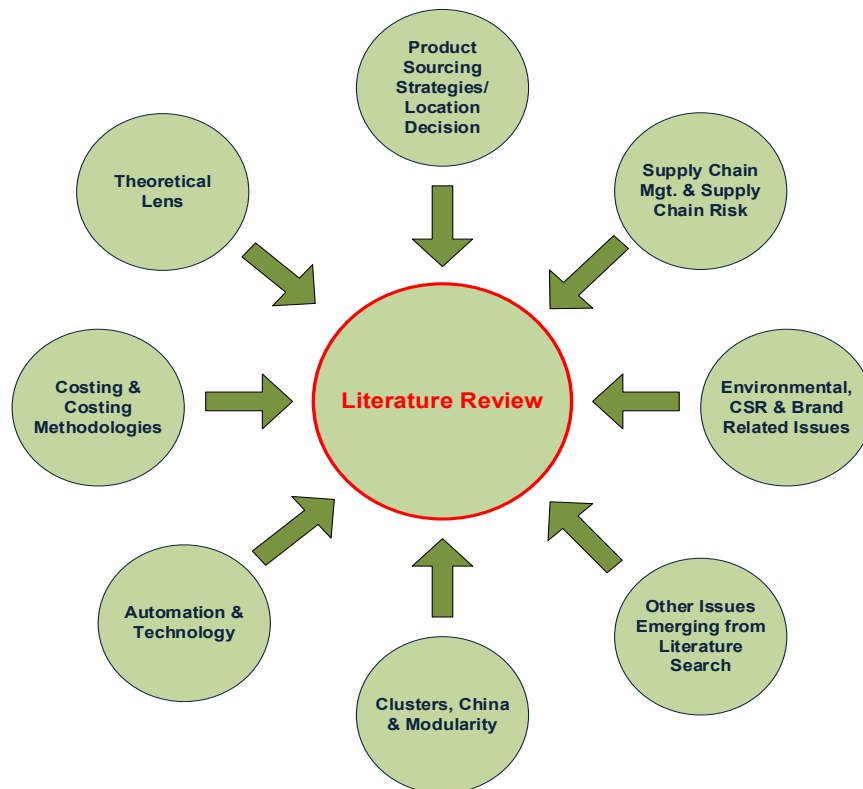 Product
Sourcing
Strategies/
Location
Decision
Supply Chain
Mgt. & Supply
Chain Risk
Environmental,
CSR & Brand
Related Issues
Other Issues
Emerging from
Literature
Search
Clusters, China
& Modularity
Automation &
Technology
Costing &
Costing
Methodologies
Theoretical
Lens
Literature Review